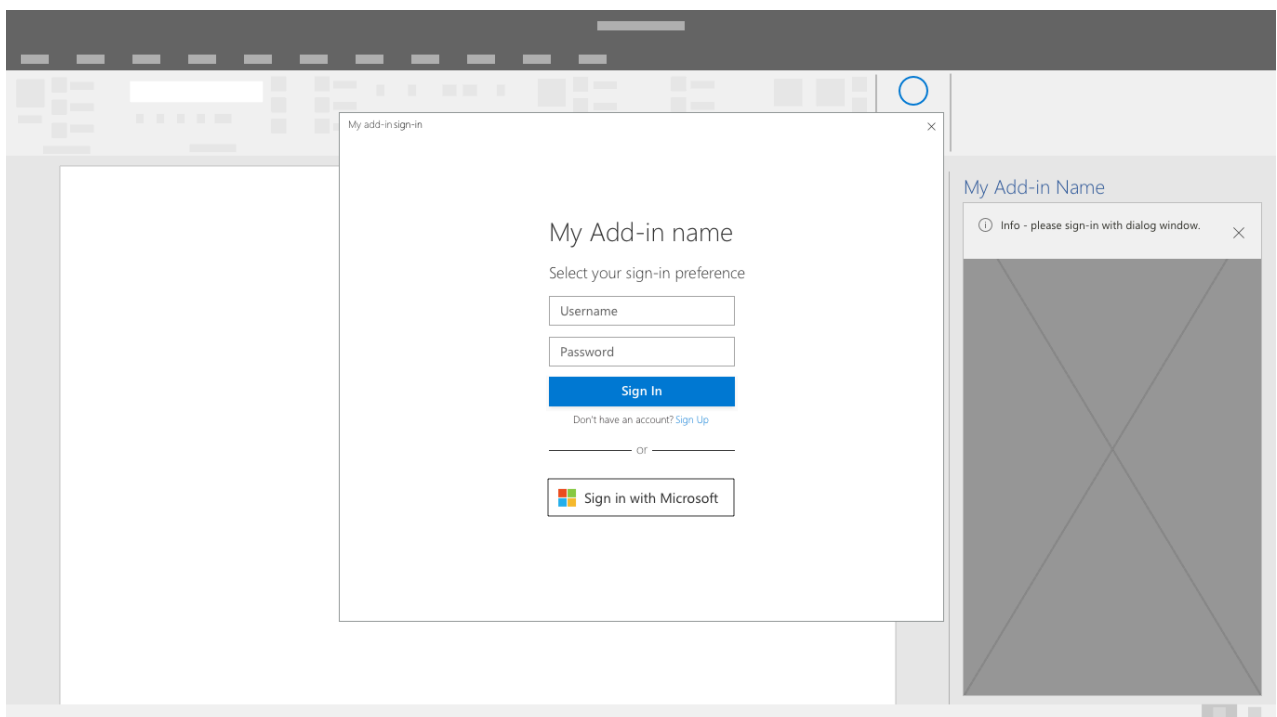 My add-in sign-in
My Add-in name
Select your sign-in preference
Username
Password
Sign In
Don't have an account? Sign Up
or
Sign in with Microsoft
My Add-in Name
Info - please sign-in with dialog window.